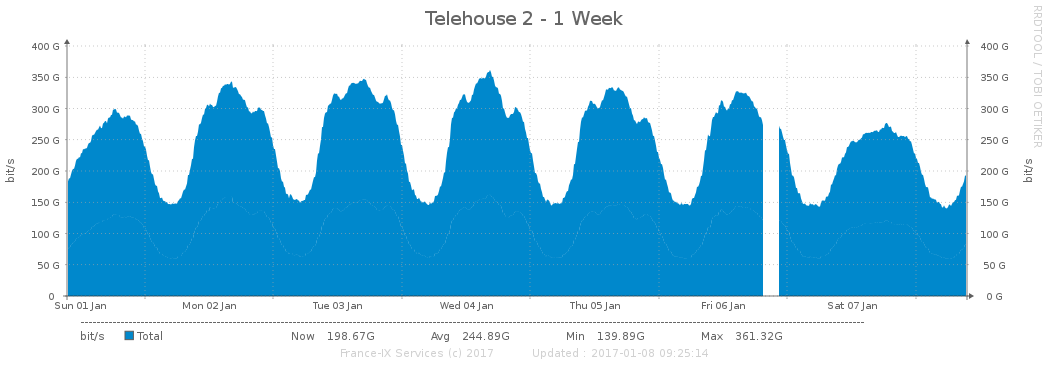 Telehouse 2 - 1 Week
RRDTOOL / TOBI OETIKER
400 G 400 G
350 G 350 G
300 G 300 G
250 G 250 G
200 G 200 G
150 G 150 G
100 G 100 G
50 G 50 G
0 0 G
bit/s bit/s
Sun 01 Jan Mon 02 Jan Tue 03 Jan Wed 04 Jan Thu 05 Jan Fri 06 Jan Sat 07 Jan
bit/s Total Now 198.67G Avg 244.89G Min 139.89G Max 361.32G
France-IX Services (c) 2017 Updated : 2017-01-08 09:25:14